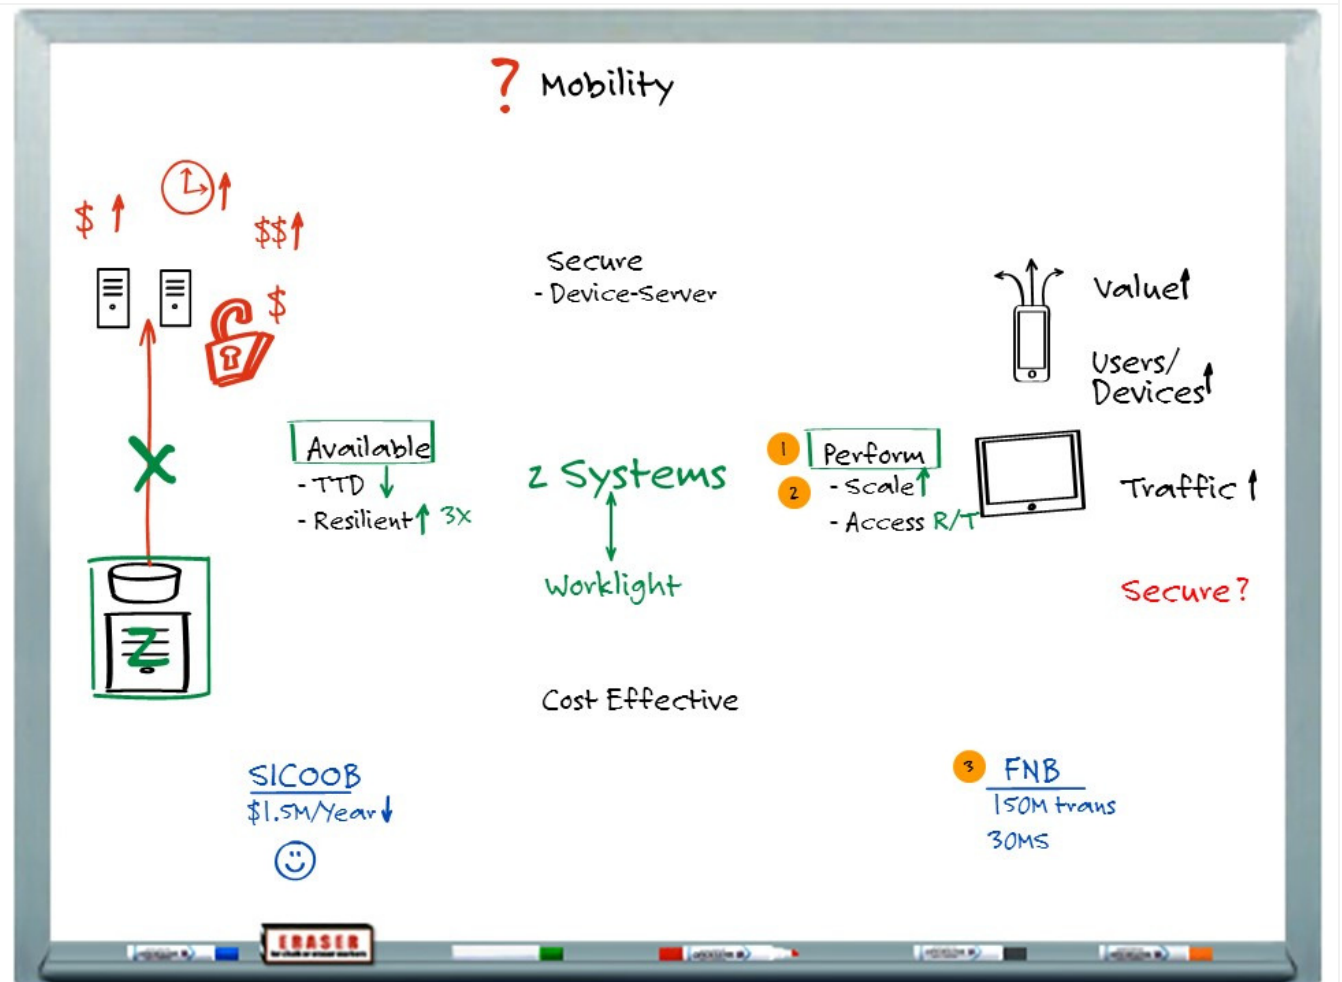 ? Mobility
$
$$
$
Secure
- Device-Server
Value
Users/
Devices
Available
- TTD
- Resilient 3X
z Systems
Worklight
1 Perform
2 - Scale
- Access R/T
Traffic
Secure?
X
Z
Cost Effective
SICOOB
$1.5M/Year
3 FNB
150M trans
30MS
ERASER